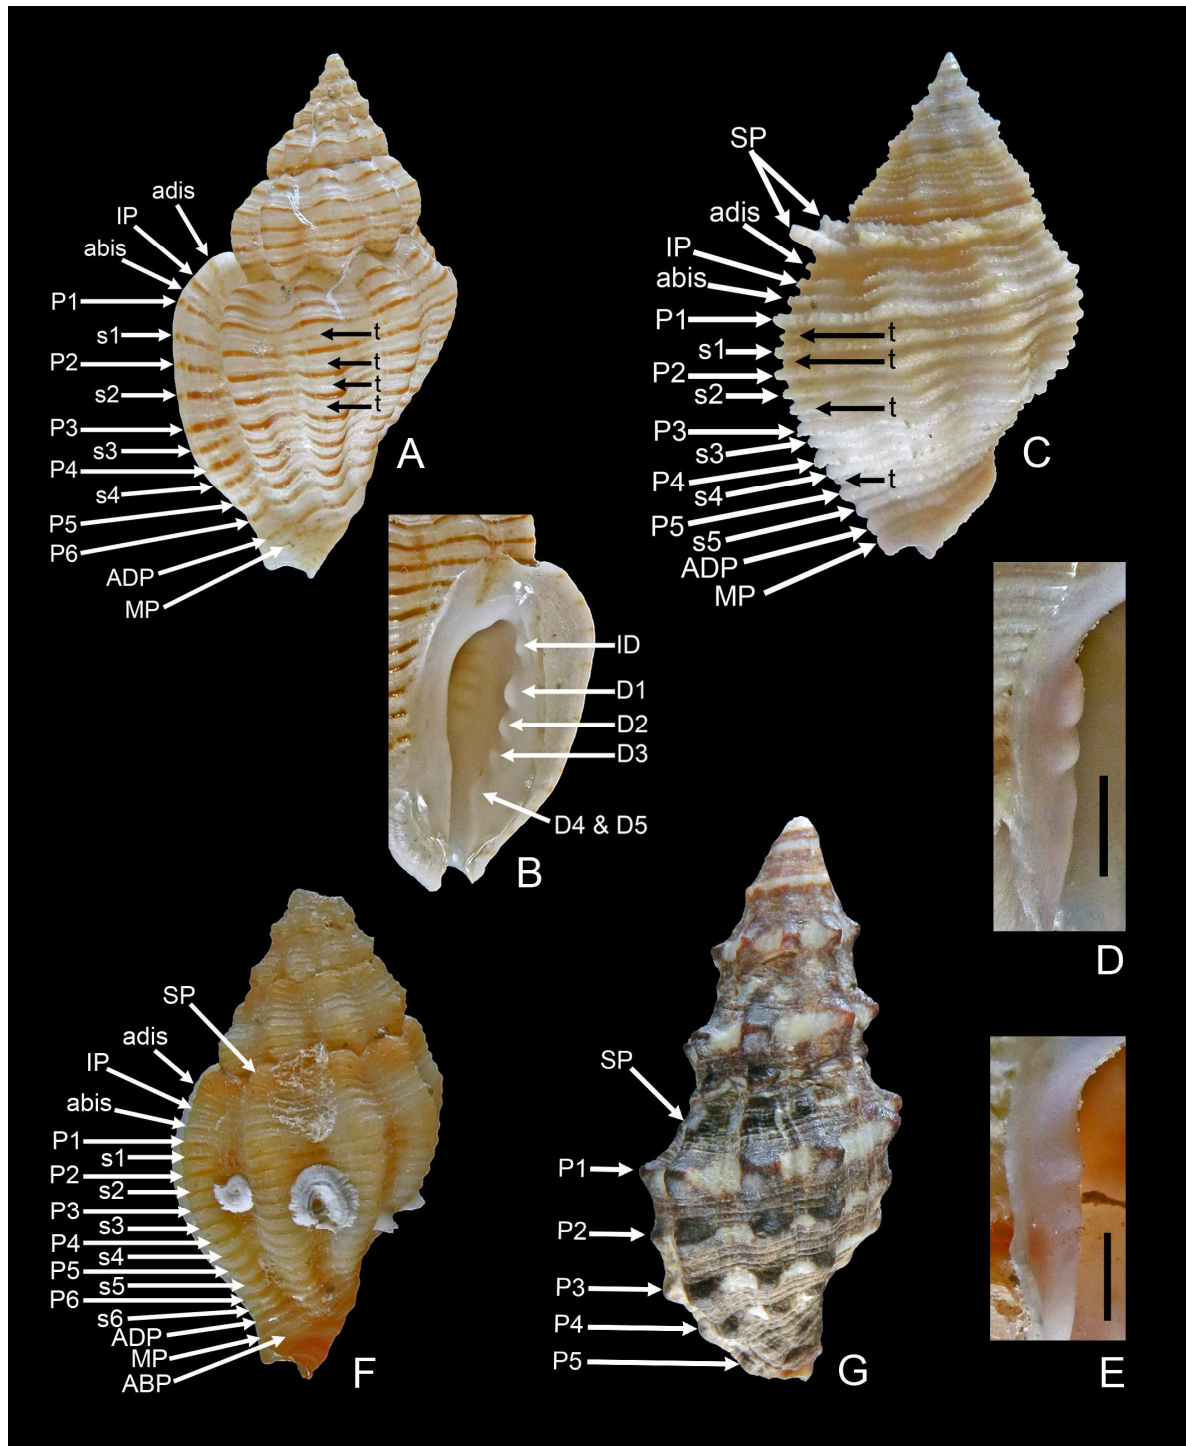 adis
IP
abis
P1
s1
P2
s2
P3
s3
P4
s4
P5
P6
ADP
MP
t
t
t
t
A
SP
adis
IP
abis
P1
s1
P2
s2
P3
s3
P4
s4
P5
s5
ADP
MP
t
t
t
t
C
ID
D1
D2
D3
D4 & D5
B
D
SP
adis
IP
abis
P1
s1
P2
s2
P3
s3
P4
s4
P5
s5
P6
s6
ADP
MP
ABP
F
SP
P1
P2
P3
P4
P5
G
E